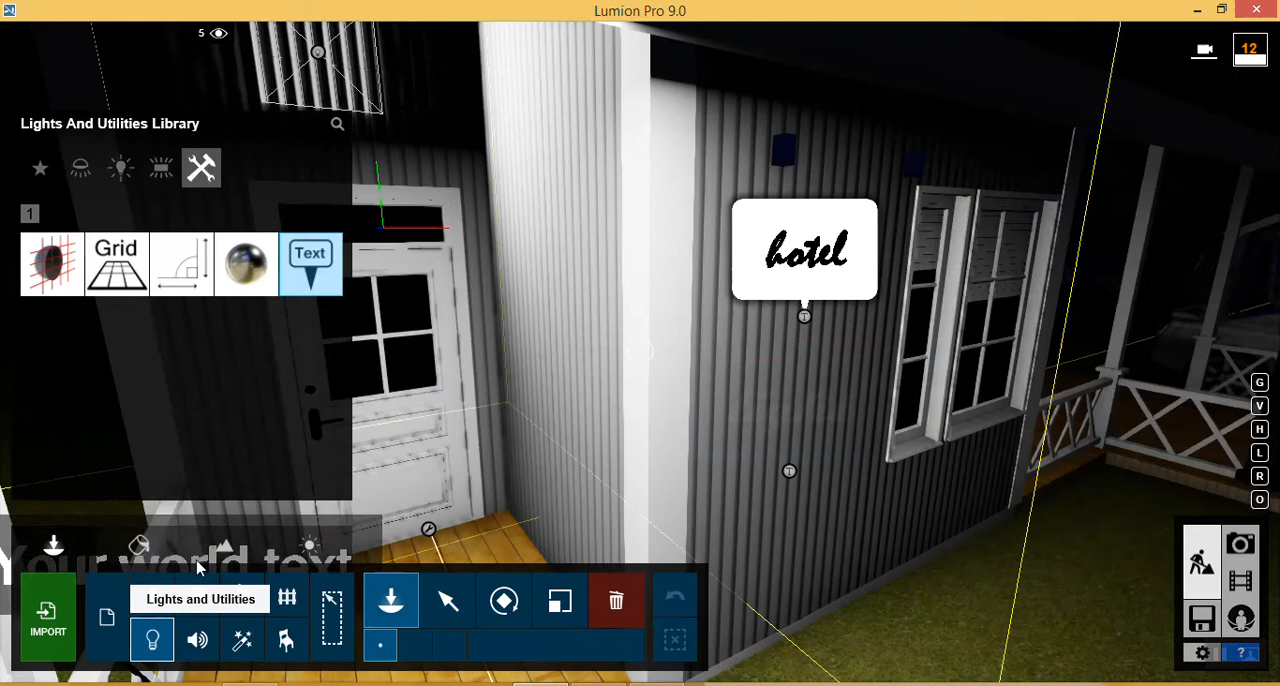 Lumion Pro 9.0
5
12
Lights And Utilities Library
1
Grid
Text
hotel
G
V
H
L
R
O
Your world text
IMPORT
Lights and Utilities
?